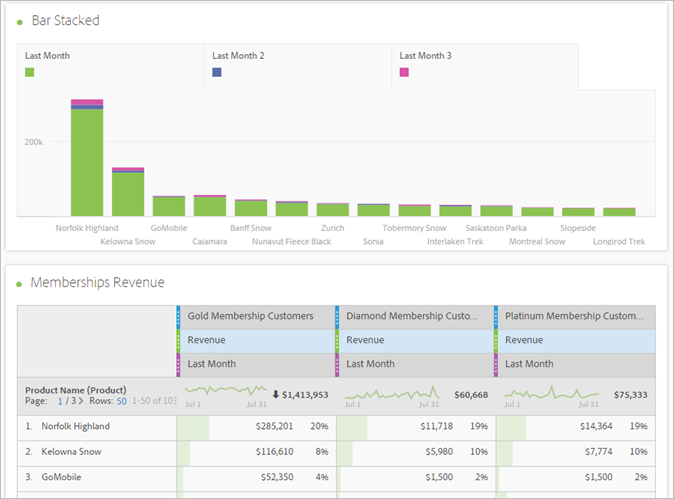 Bar Stacked
Last Month
Last Month 2
Last Month 3
200k
Norfolk Highland
GoMobile
Banff Snow
Zurich
Tobermory Snow
Saskatoon Parka
Slopeside
Kelowna Snow
Cajamara
Nunavut Fleece Black
Sonja
Interlaken Trek
Montreal Snow
Longirod Trek
Memberships Revenue
Gold Membership Customers
Diamond Membership Custo...
Platinum Membership Custom...
Revenue
Revenue
Revenue
Last Month
Last Month
Last Month
Product Name (Product)
Page: 1 / 3 > Rows: 50 1-50 of 103
Jul 1 Jul 31 $1,413,953
Jul 1 Jul 31 $60,668
Jul 1 Jul 31 $75,333
1. Norfolk Highland $285,201 20% $11,718 19% $14,364 19%
2. Kelowna Snow $116,610 8% $5,980 10% $7,774 10%
3. GoMobile $52,350 4% $1,500 2% $1,500 2%